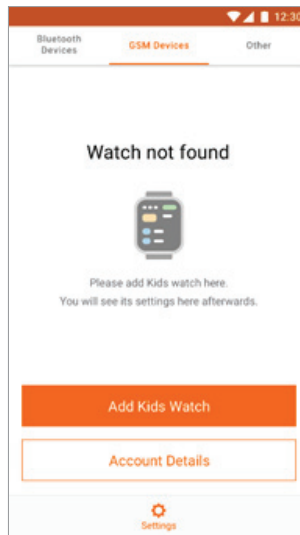 12:30
Bluetooth
Devices
GSM Devices
Other
Watch not found
Please add Kids watch here.
You will see its settings here afterwards.
Add Kids Watch
Account Details
Settings